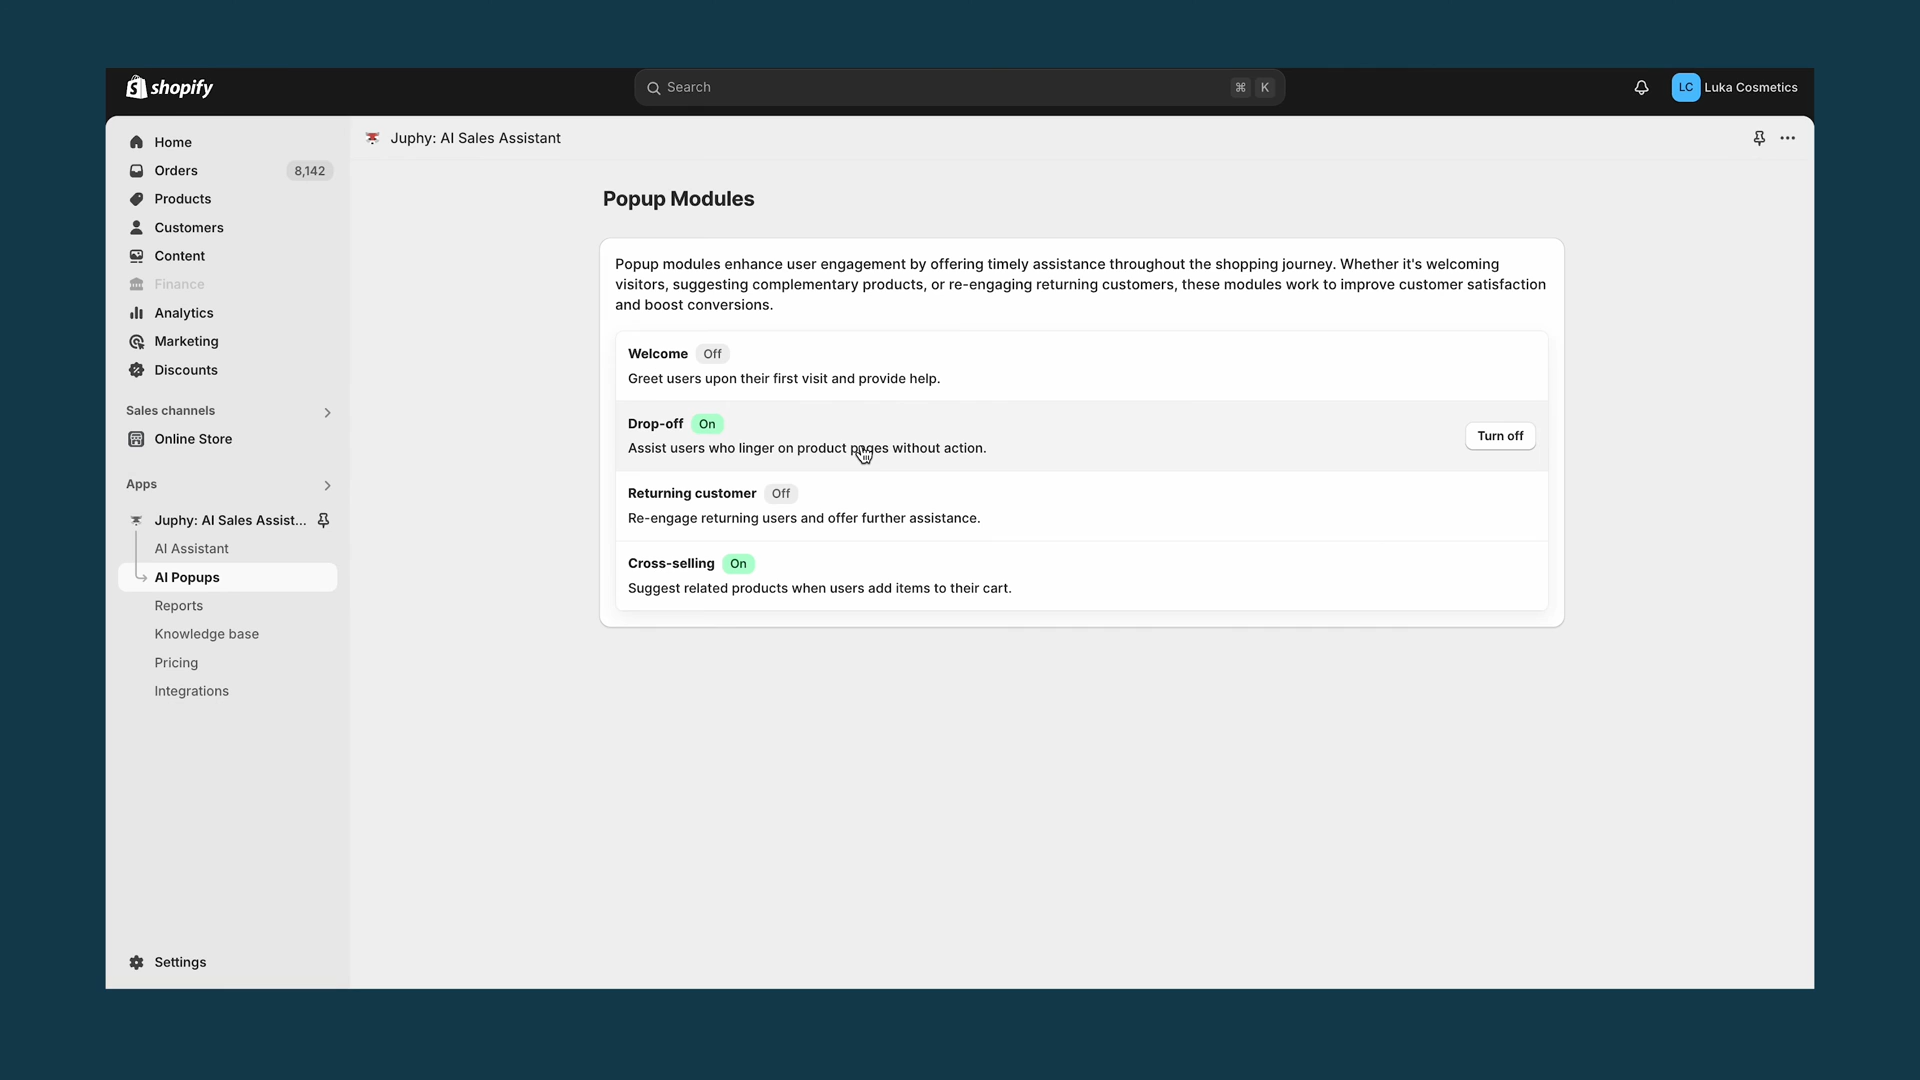 shopify
Search
⌘ K
LC Luka Cosmetics
Home
Orders 8,142
Products
Customers
Content
Finance
Analytics
Marketing
Discounts
Sales channels
Online Store
Apps
Juphy: AI Sales Assist...
AI Assistant
AI Popups
Reports
Knowledge base
Pricing
Integrations
Settings
Juphy: AI Sales Assistant
Popup Modules
Popup modules enhance user engagement by offering timely assistance throughout the shopping journey. Whether it's welcoming
visitors, suggesting complementary products, or re-engaging returning customers, these modules work to improve customer satisfaction
and boost conversions.
Welcome Off
Greet users upon their first visit and provide help.
Drop-off On
Assist users who linger on product pages without action.
Turn off
Returning customer Off
Re-engage returning users and offer further assistance.
Cross-selling On
Suggest related products when users add items to their cart.